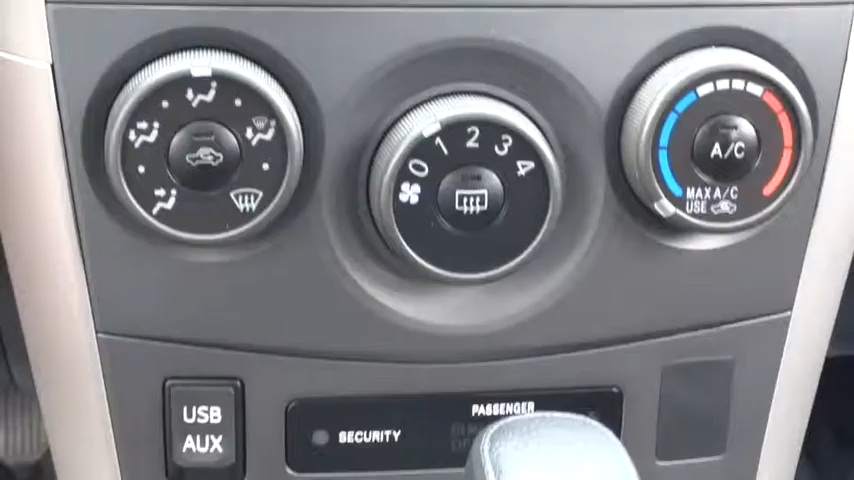 0 1 2 3 4
A/C
MAX A/C
USE
USB
AUX
SECURITY
PASSENGER